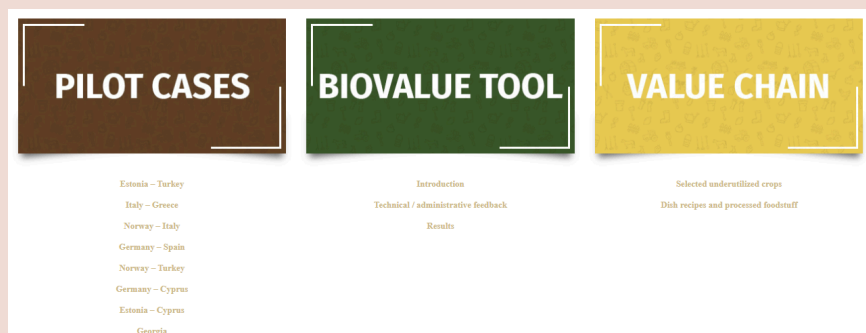 PILOT CASES
Estonia – Turkey
Italy – Greece
Norway – Italy
Germany – Spain
Norway – Turkey
Germany – Cyprus
Estonia – Cyprus
Georgia
BIOVALUE TOOL
Introduction
Technical / administrative feedback
Results
VALUE CHAIN
Selected underutilized crops
Dish recipes and processed foodstuff